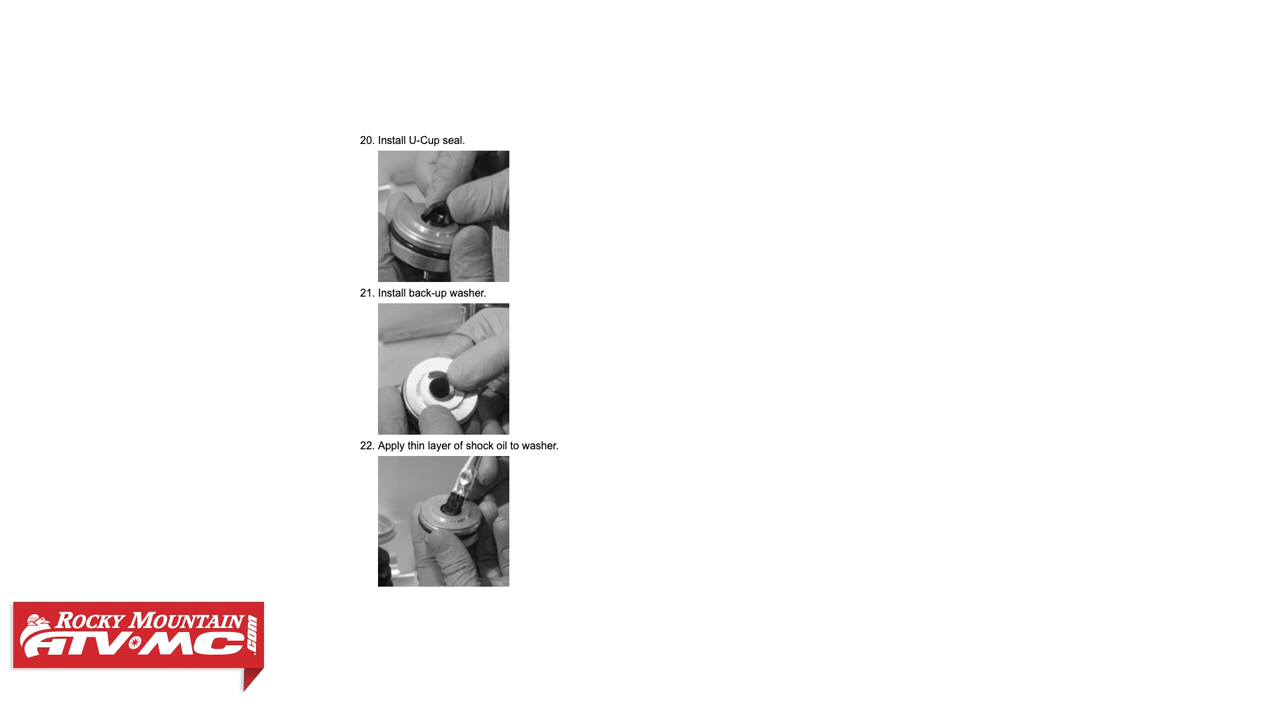 20. Install U-Cup seal.
21. Install back-up washer.
22. Apply thin layer of shock oil to washer.
ROCKY MOUNTAIN
ATV MC .com